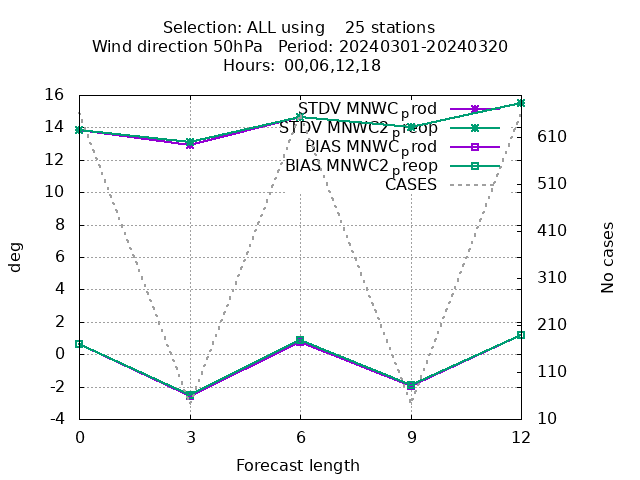 Selection: ALL using    25 stations
Wind direction 50hPa   Period: 20240301-20240320
Hours: 00,06,12,18
STDV MNWC_prod
STDV MNWC2_preop
BIAS MNWC_prod
BIAS MNWC2_preop
CASES
16
14
12
10
8
6
4
2
0
-2
-4
deg
610
510
410
310
210
110
10
No cases
0 3 6 9 12
Forecast length